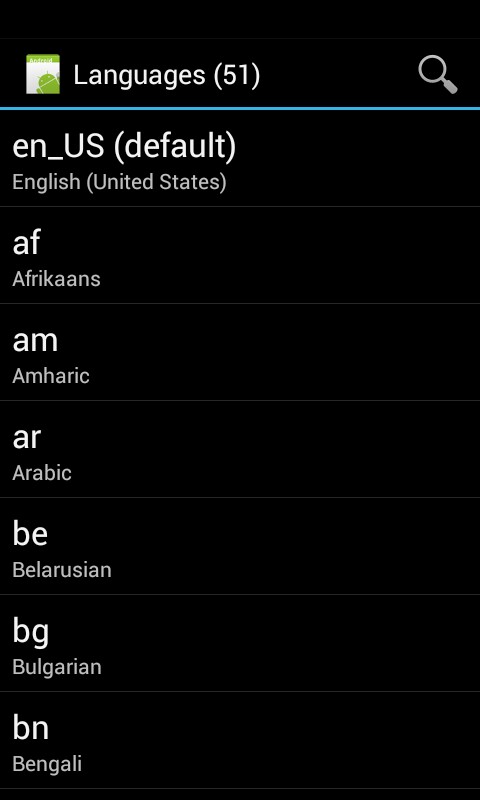 Android
Languages (51)
en_US (default)
English (United States)
af
Afrikaans
am
Amharic
ar
Arabic
be
Belarusian
bg
Bulgarian
bn
Bengali